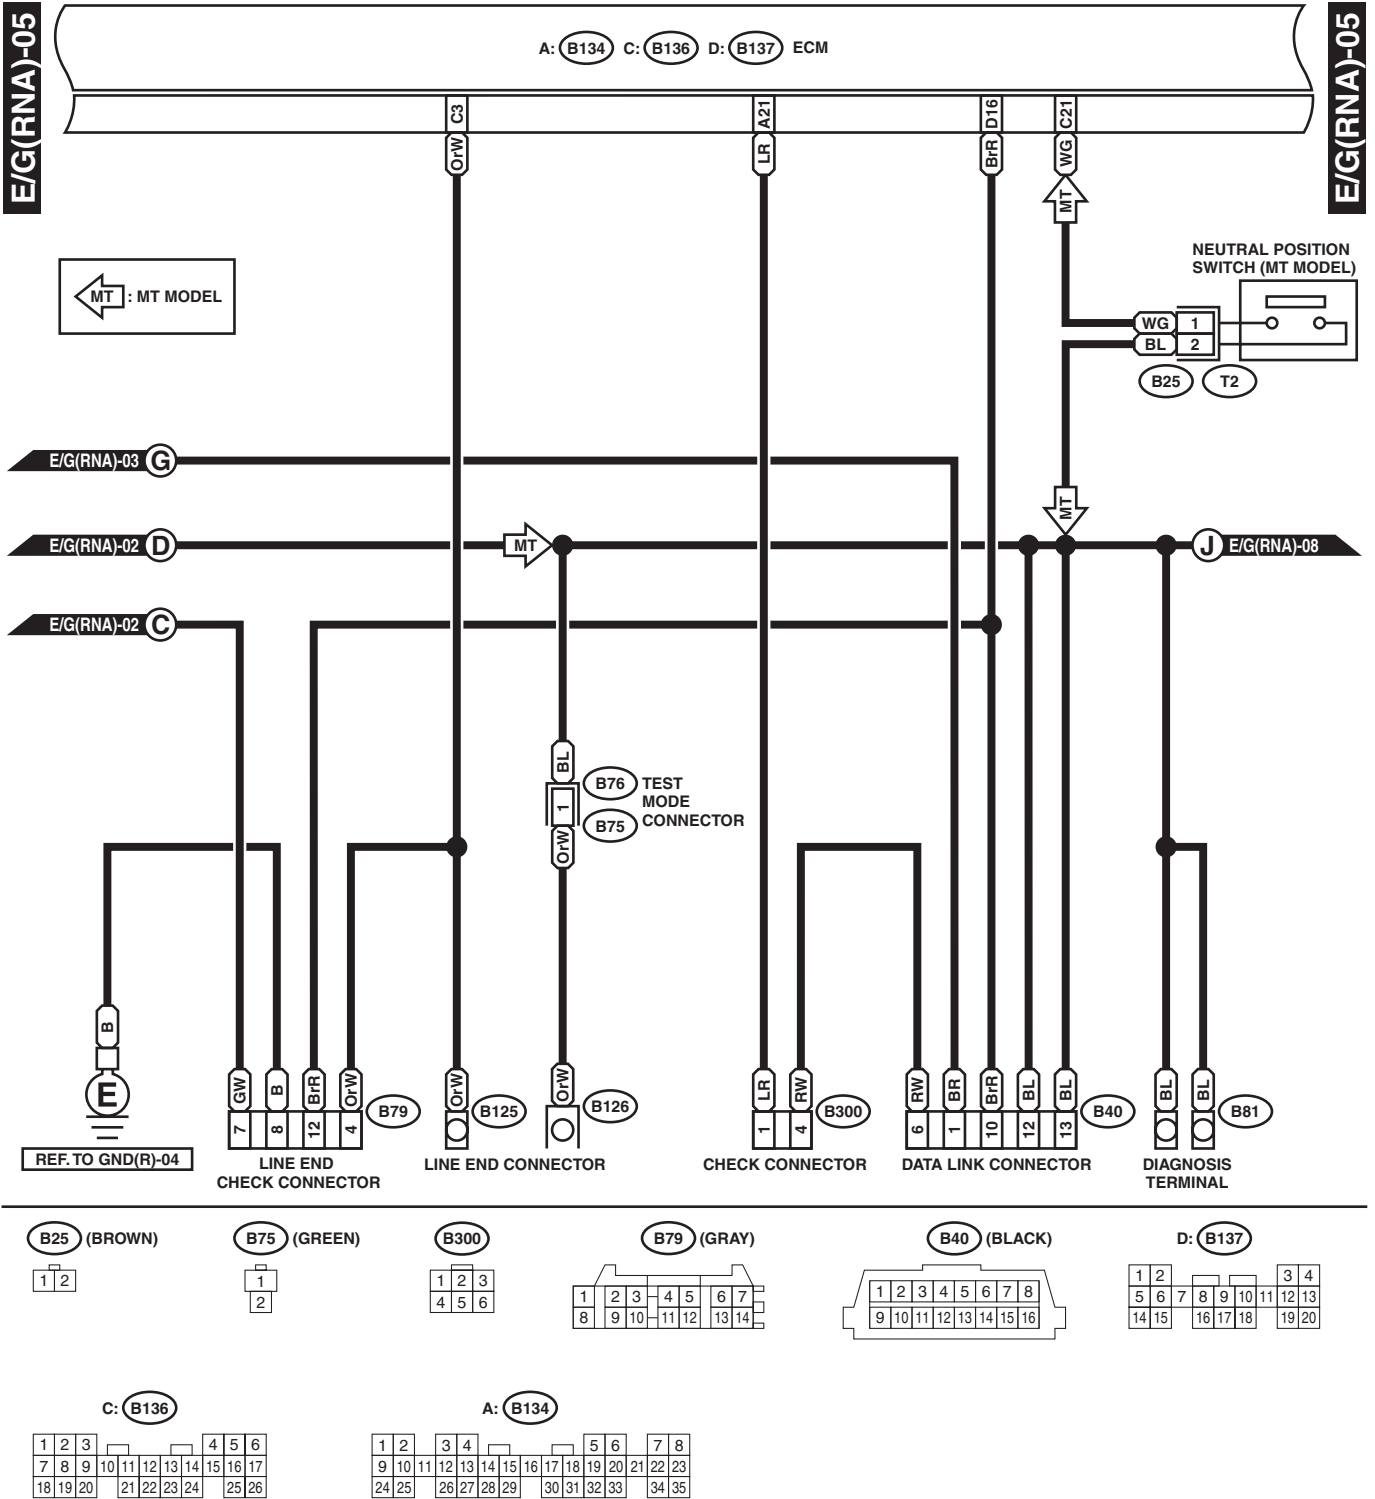 E/G(RNA)-05
E/G(RNA)-05
A: B134 C: B136 D: B137 ECM
C3
A21
D16
C21
OrW
LR
BrR
WG
MT
NEUTRAL POSITION
SWITCH (MT MODEL)
MT : MT MODEL
WG 1
BL 2
B25 T2
E/G(RNA)-03 G
MT
E/G(RNA)-02 D
MT
J E/G(RNA)-08
E/G(RNA)-02 C
BL
B76
1
B75
TEST
MODE
CONNECTOR
OrW
B
E
REF. TO GND(R)-04
GW B BrR OrW
7 8 12 4
B79
LINE END
CHECK CONNECTOR
OrW
B125
OrW
B126
LINE END CONNECTOR
LR RW
1 4
B300
CHECK CONNECTOR
RW BR BrR BL BL
6 1 10 12 13
B40
DATA LINK CONNECTOR
BL BL
B81
DIAGNOSIS
TERMINAL
B25 (BROWN)
1 2
B75 (GREEN)
1
2
B300
1 2 3
4 5 6
B79 (GRAY)
1 2 3 4 5 6 7
8 9 10 11 12 13 14
B40 (BLACK)
1 2 3 4 5 6 7 8
9 10 11 12 13 14 15 16
D: B137
1 2 3 4
5 6 7 8 9 10 11 12 13
14 15 16 17 18 19 20
C: B136
1 2 3 4 5 6
7 8 9 10 11 12 13 14 15 16 17
18 19 20 21 22 23 24 25 26
A: B134
1 2 3 4 5 6 7 8
9 10 11 12 13 14 15 16 17 18 19 20 21 22 23
24 25 26 27 28 29 30 31 32 33 34 35